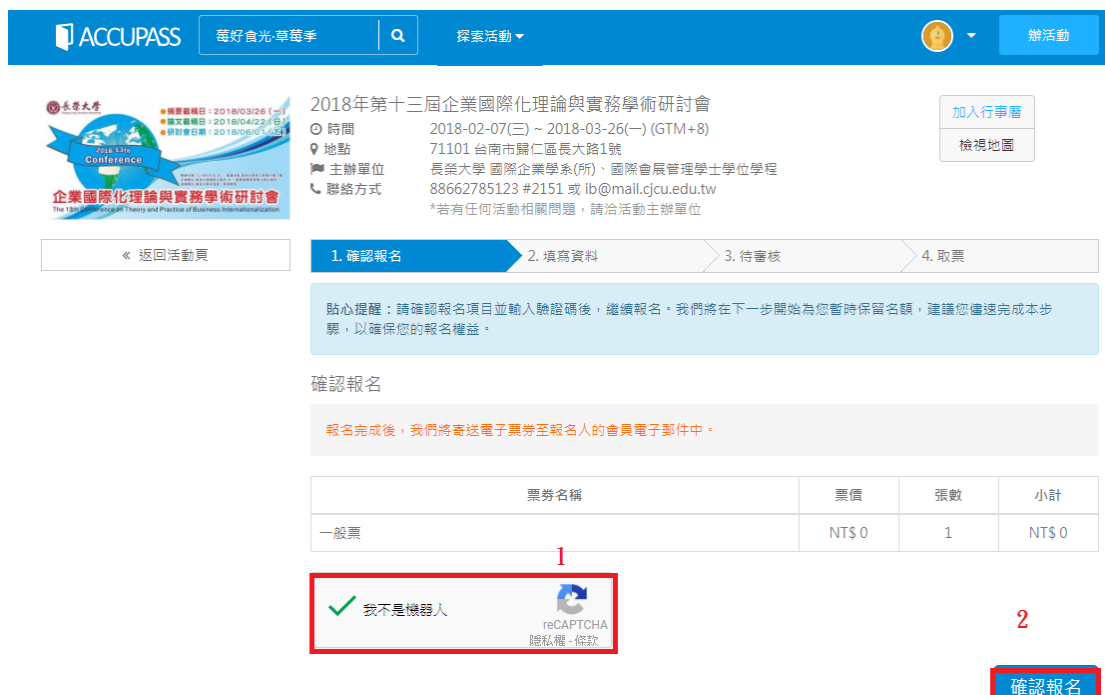 ACCUPASS
莓好食光·草莓季
探索活動
辦活動
長榮大學
●摘要截稿日：2018/03/26 (一)
●論文截稿日：2018/04/22 (日)
●研討會日期：2018/06/01
2018 13th
Conference
企業國際化理論與實務學術研討會
The 13th Conference on Theory and Practice of Business Internationalization
2018年第十三屆企業國際化理論與實務學術研討會
時間 2018-02-07(三) ~ 2018-03-26(一) (GTM+8)
地點 71101 台南市歸仁區長大路1號
主辦單位 長榮大學 國際企業學系(所)、國際會展管理學士學位學程
聯絡方式 88662785123 #2151 或 ib@mail.cjcu.edu.tw
*若有任何活動相關問題，請洽活動主辦單位
加入行事曆
檢視地圖
« 返回活動頁
1. 確認報名 2. 填寫資料 3. 待審核 4. 取票
貼心提醒：請確認報名項目並輸入驗證碼後，繼續報名。我們將在下一步開始為您暫時保留名額，建議您儘速完成本步
驟，以確保您的報名權益。
確認報名
報名完成後，我們將寄送電子票券至報名人的會員電子郵件中。
票券名稱 票價 張數 小計
一般票 NT$ 0 1 NT$ 0
1
我不是機器人
reCAPTCHA
隱私權 - 條款
2
確認報名